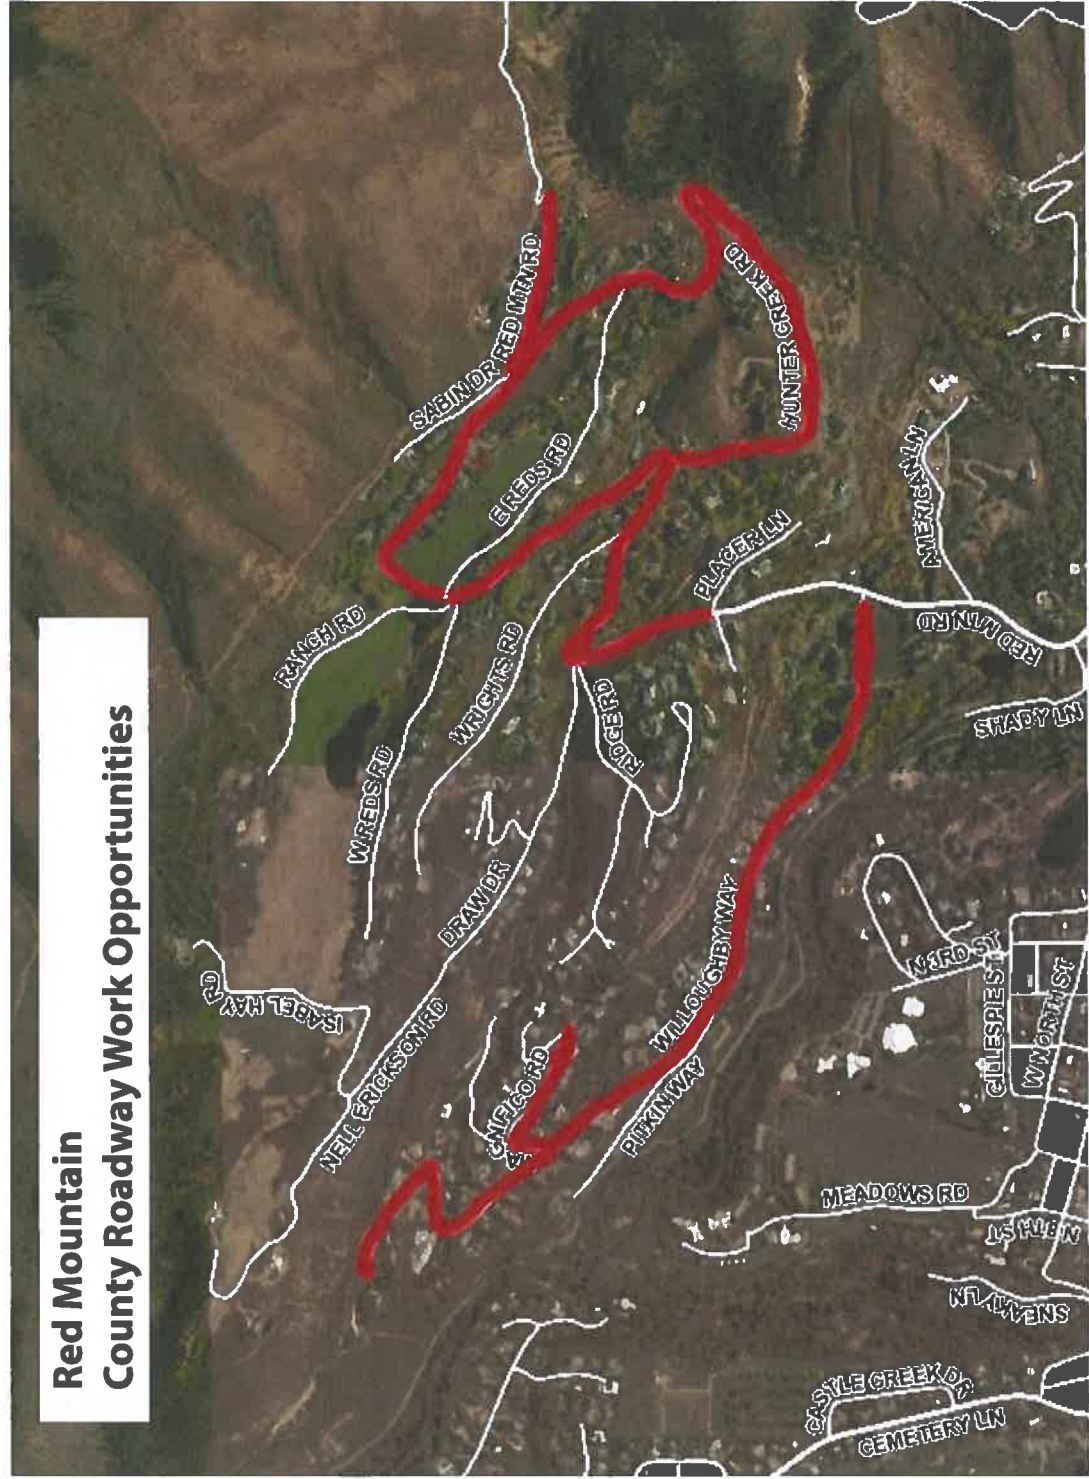 Red Mountain
County Roadway Work Opportunities
ISABEL HAY RD
NELL ERICKSON RD
DRAW DR
W REDS RD
RANCH RD
WRIGHTS RD
E REDS RD
SABIN DR
RED MTN RD
HUNTER CREEK RD
PLACER LN
RIDGE RD
AMERICAN LN
RED MTN RD
SHADY LN
WILLOUGHBY WAY
PITKIN WAY
RD
N 3RD ST
GILLESPIE ST
W NORTH ST
MEADOWS RD
N 8TH ST
SNEAKY LN
CASTLE CREEK DR
CEMETERY LN